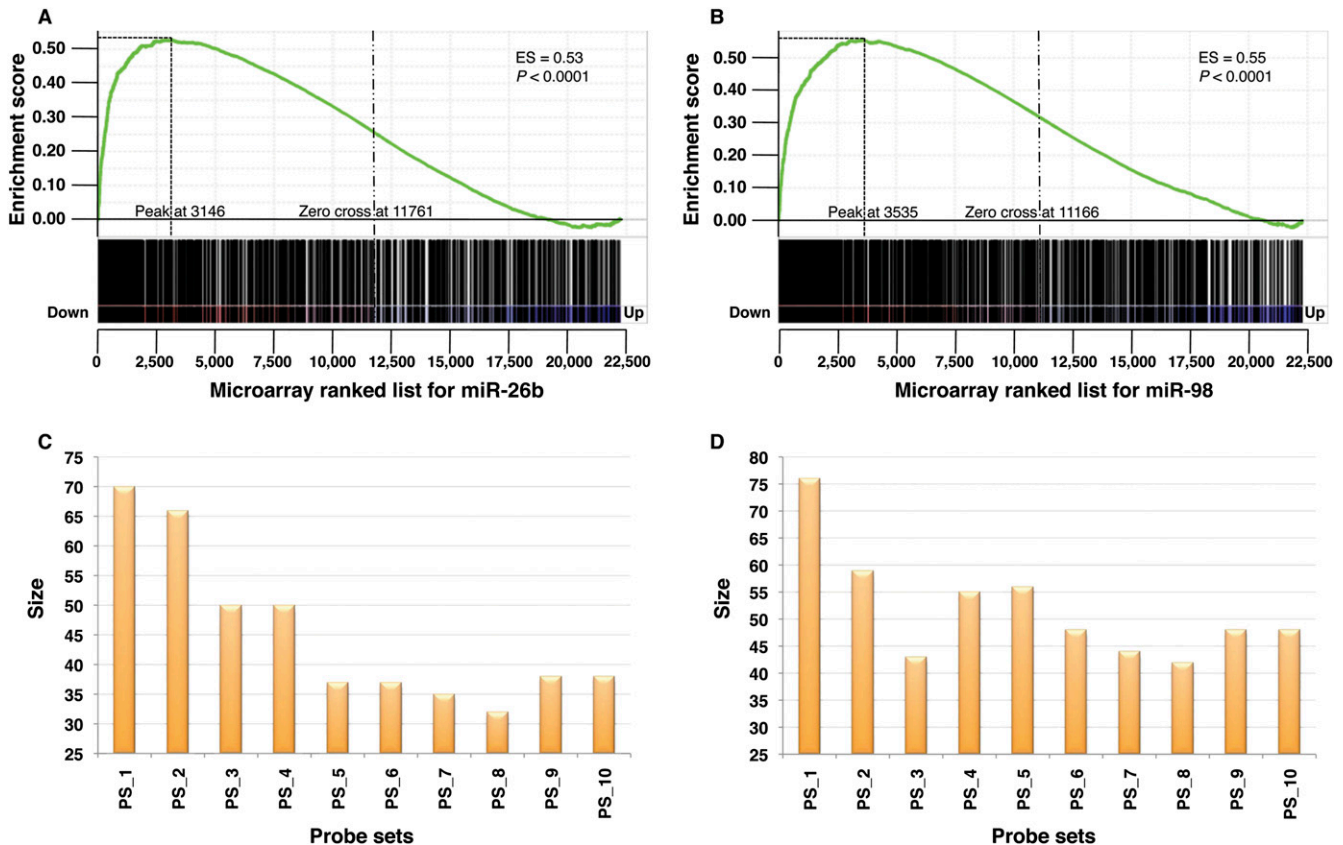 A
Enrichment score
0.50
0.40
0.30
0.20
0.10
0.00
ES = 0.53
P < 0.0001
Peak at 3146
Zero cross at 11761
Down
Up
0 2,500 5,000 7,500 10,000 12,500 15,000 17,500 20,000 22,500
Microarray ranked list for miR-26b
B
Enrichment score
0.50
0.40
0.30
0.20
0.10
0.00
ES = 0.55
P < 0.0001
Peak at 3535
Zero cross at 11166
Down
Up
0 2,500 5,000 7,500 10,000 12,500 15,000 17,500 20,000 22,500
Microarray ranked list for miR-98
C
Size
75
70
65
60
55
50
45
40
35
30
25
PS_1 PS_2 PS_3 PS_4 PS_5 PS_6 PS_7 PS_8 PS_9 PS_10
Probe sets
D
Size
80
75
70
65
60
55
50
45
40
35
30
25
PS_1 PS_2 PS_3 PS_4 PS_5 PS_6 PS_7 PS_8 PS_9 PS_10
Probe sets